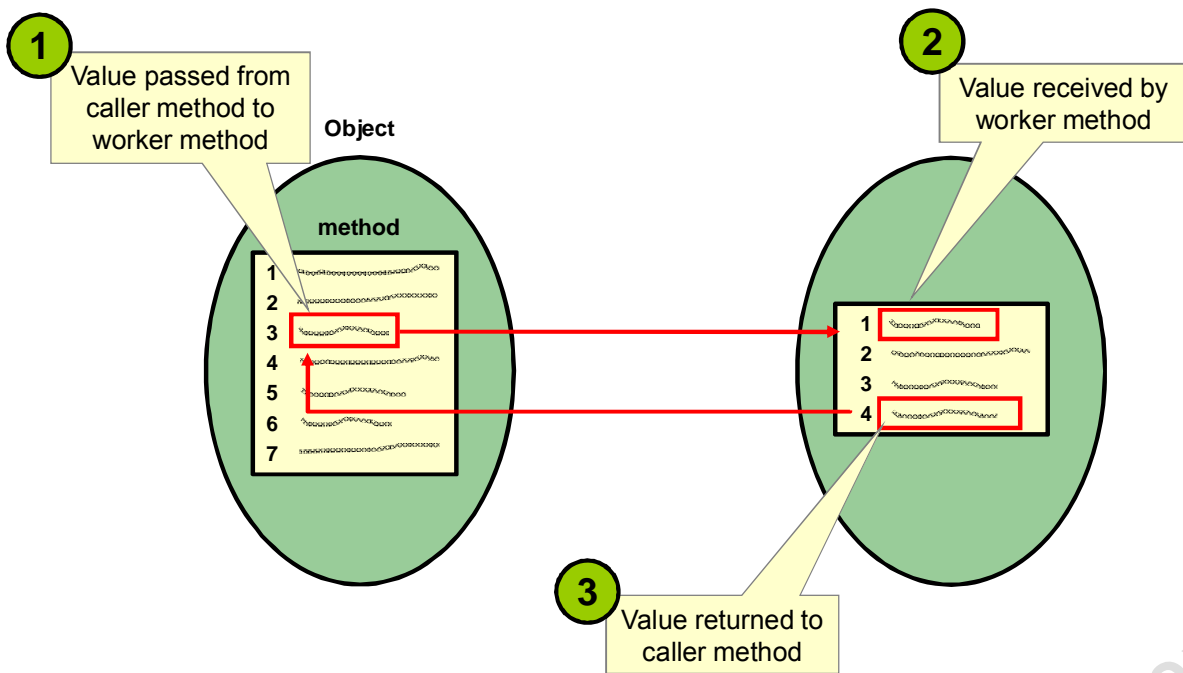 1
Value passed from
caller method to
worker method
2
Value received by
worker method
Object
method
1
2
3
4
5
6
7
1
2
3
4
3
Value returned to
caller method